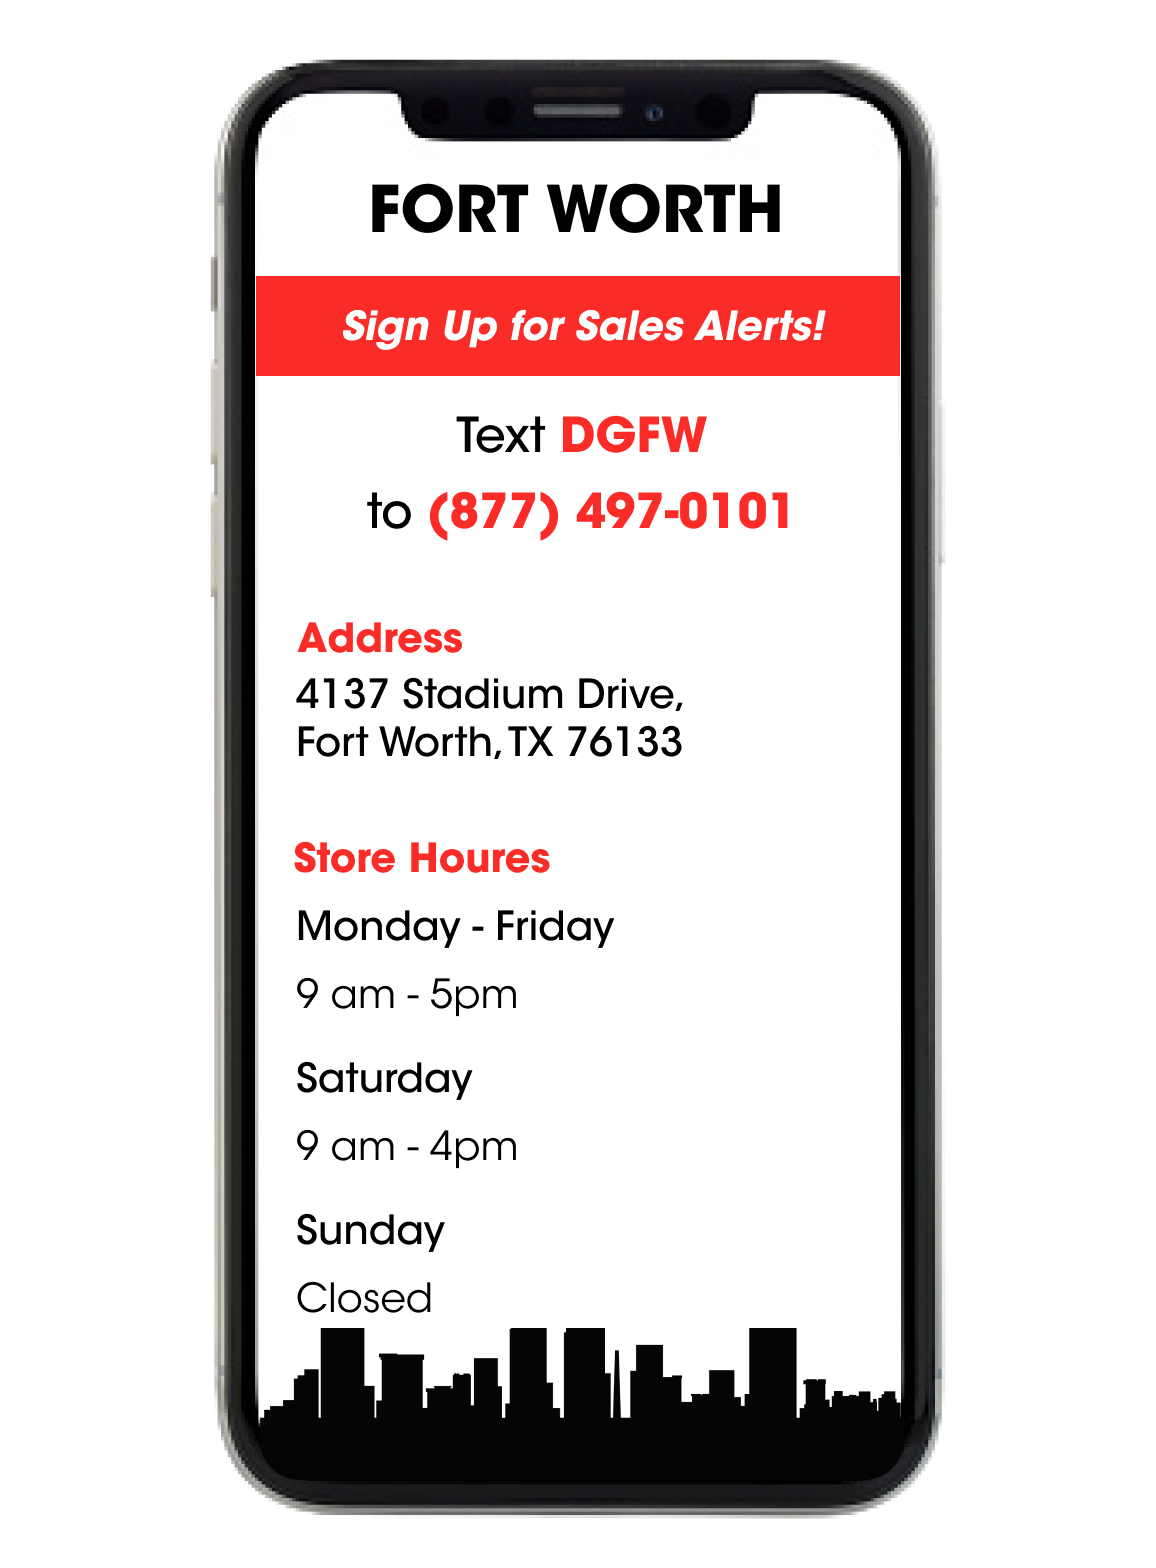 FORT WORTH
Sign Up for Sales Alerts!
Text DGFW
to (877) 497-0101
Address
4137 Stadium Drive,
Fort Worth, TX 76133
Store Houres
Monday - Friday
9 am - 5pm
Saturday
9 am - 4pm
Sunday
Closed